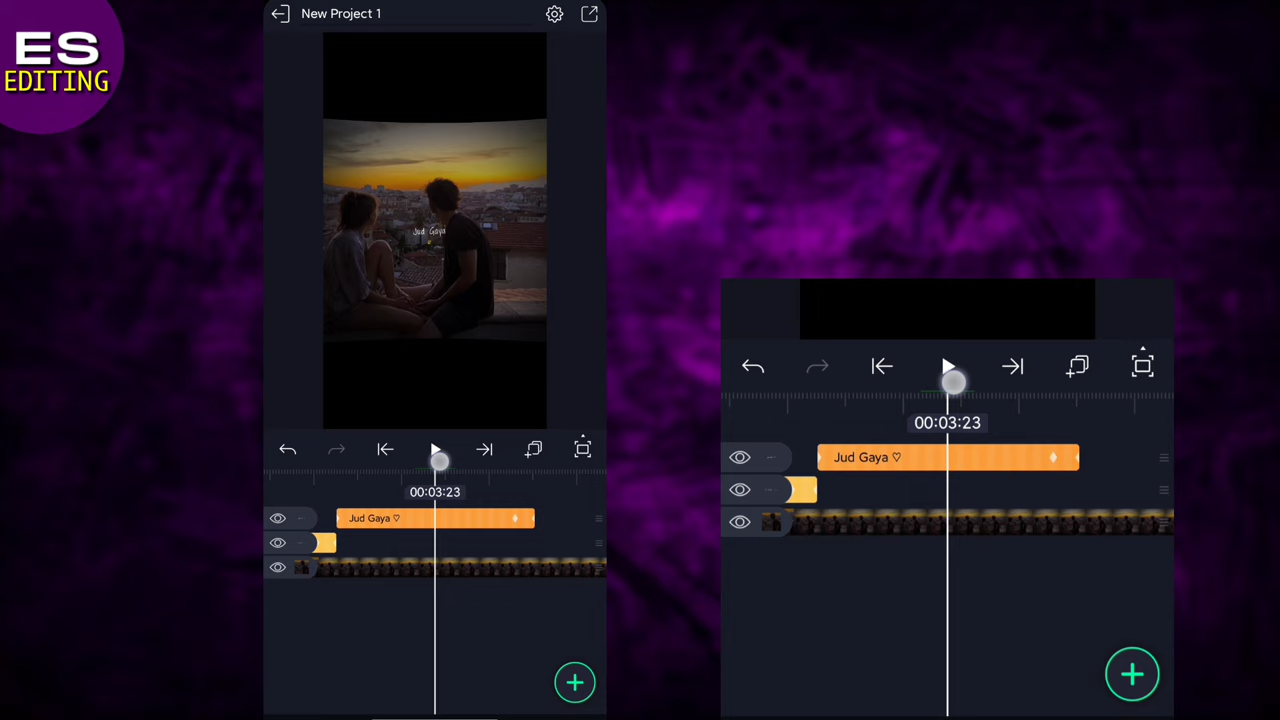 ES
EDITING
New Project 1
Jud Gaya
00:03:23
Jud Gaya ♡
00:03:23
Jud Gaya ♡